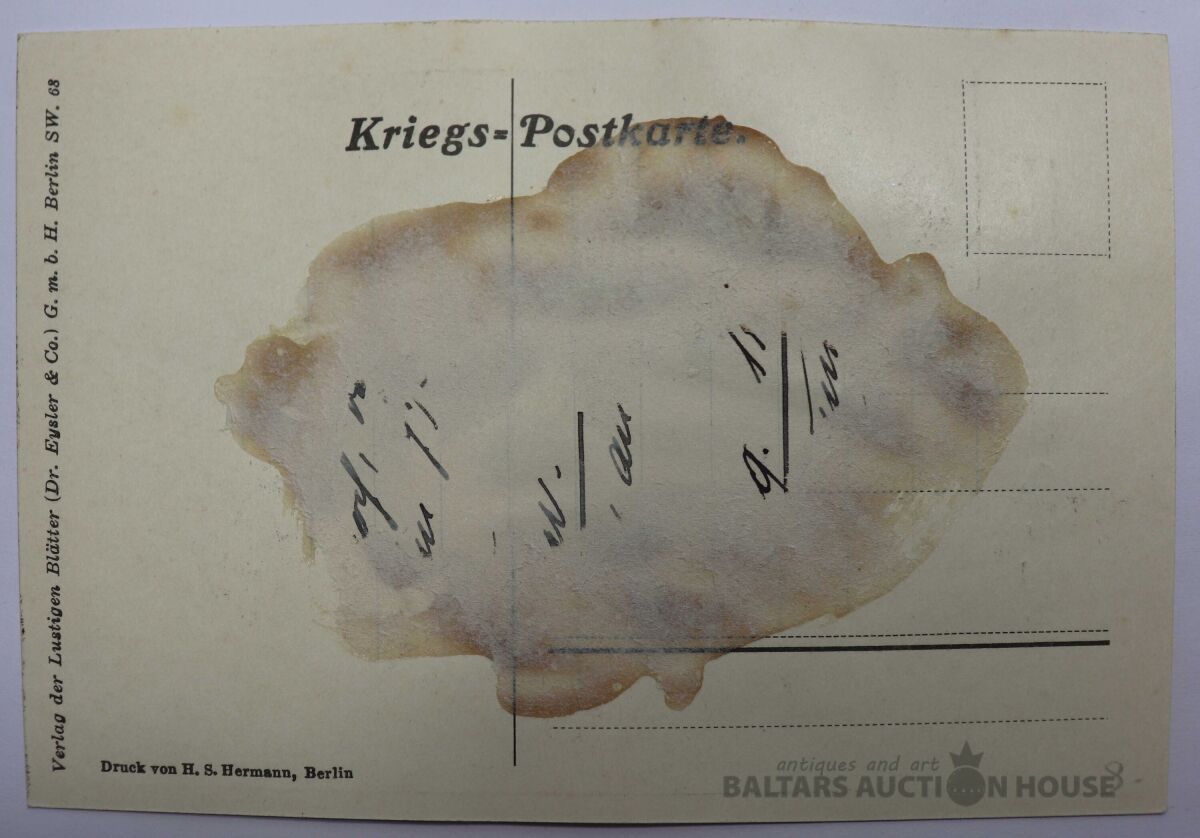 Kriegs=Postkarte.
Verlag der Lustigen Blätter (Dr. Eysler & Co.) G. m. b. H. Berlin SW. 68
Druck von H. S. Hermann, Berlin
antiques and art
BALTARS AUCTION HOUSE